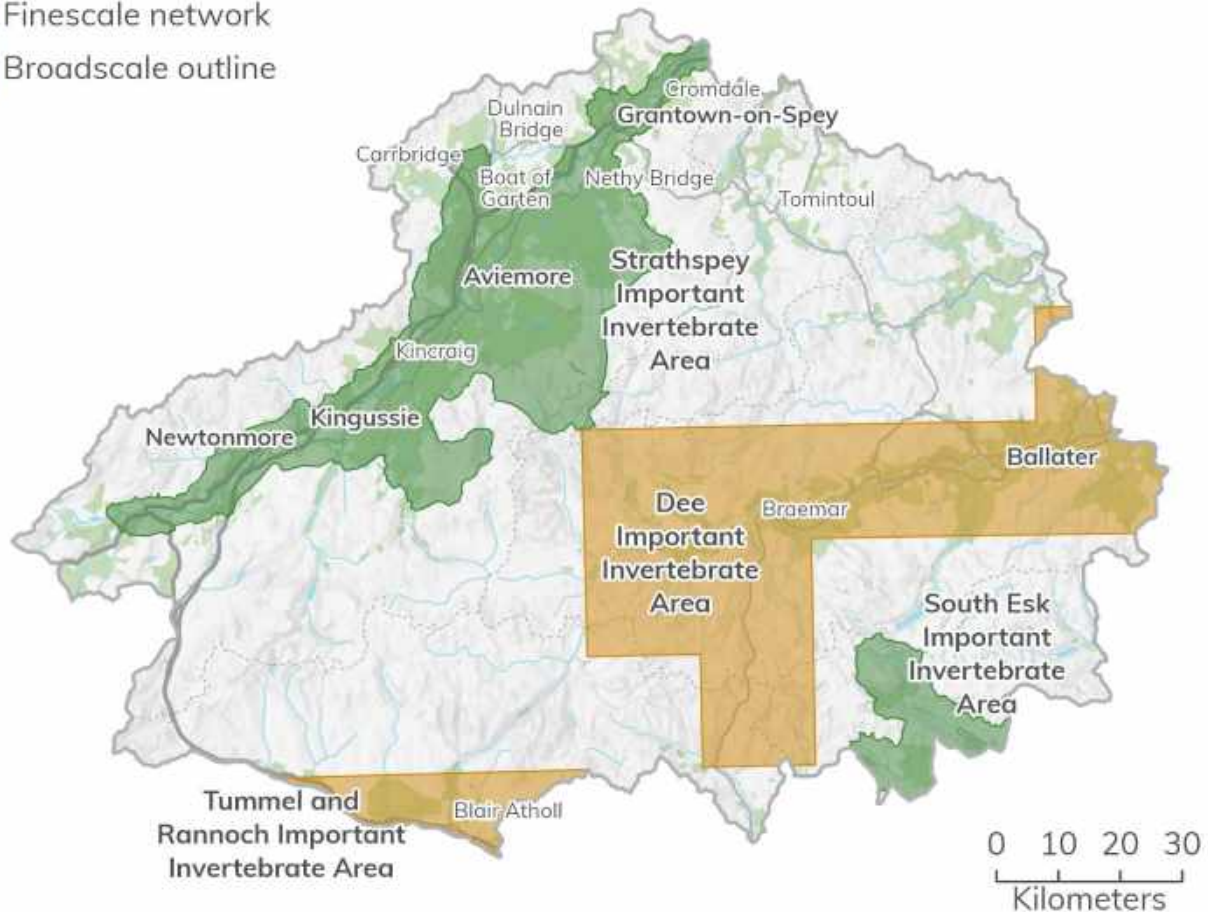 Finescale network
Broadscale outline
Cromdale
Grantown-on-Spey
Dulnain
Bridge
Carrbridge
Boat of
Garten
Nethy Bridge
Tomintoul
Aviemore
Strathspey
Important
Invertebrate
Area
Kincraig
Kingussie
Newtonmore
Ballater
Braemar
Dee
Important
Invertebrate
Area
South Esk
Important
Invertebrate
Area
Tummel and
Rannoch Important
Invertebrate Area
Blair Atholl
0 10 20 30
Kilometers